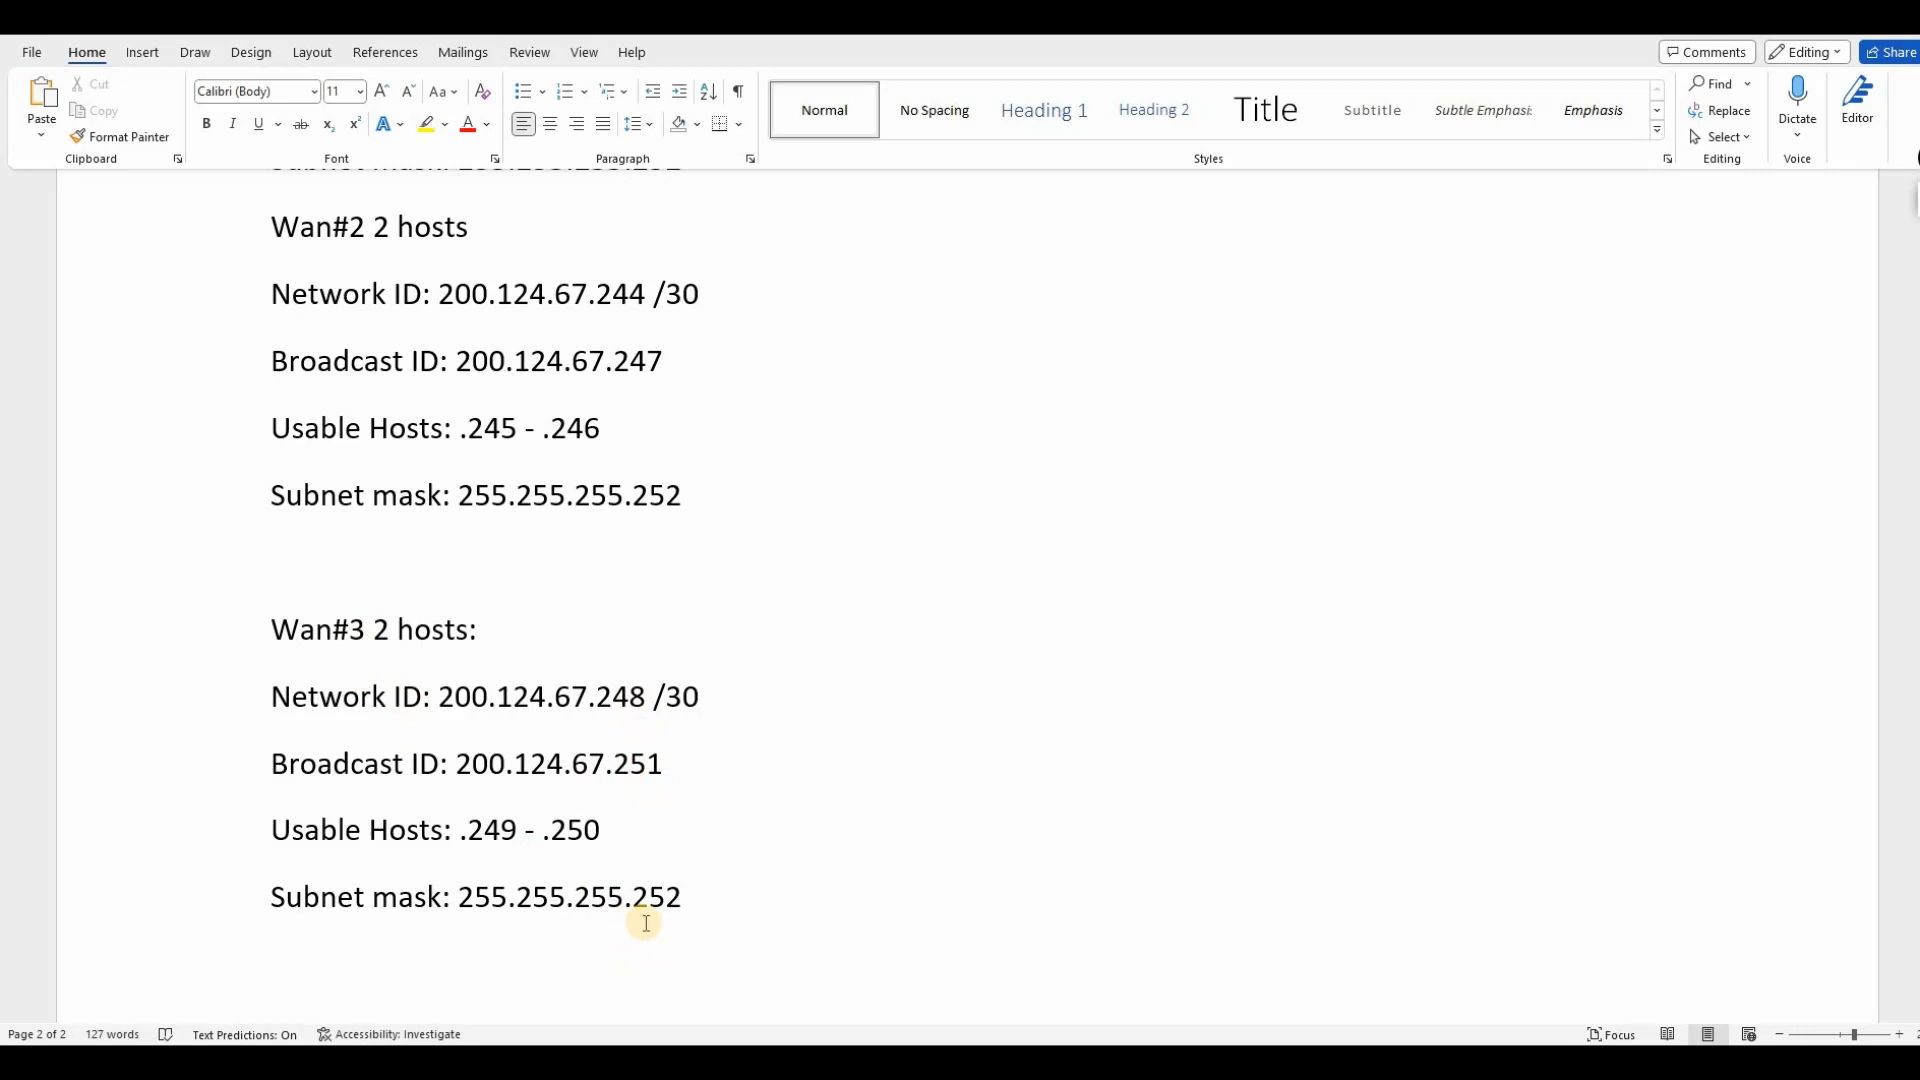 File Home Insert Draw Design Layout References Mailings Review View Help Comments Editing Share
Paste Cut Copy Format Painter Clipboard
Calibri (Body) 11 Font
Paragraph
Normal No Spacing Heading 1 Heading 2 Title Subtitle Subtle Emphasi Emphasis Styles
Find Replace Select Editing
Dictate Voice
Editor
Wan#2 2 hosts
Network ID: 200.124.67.244 /30
Broadcast ID: 200.124.67.247
Usable Hosts: .245 - .246
Subnet mask: 255.255.255.252
Wan#3 2 hosts:
Network ID: 200.124.67.248 /30
Broadcast ID: 200.124.67.251
Usable Hosts: .249 - .250
Subnet mask: 255.255.255.252
Page 2 of 2 127 words Text Predictions: On Accessibility: Investigate Focus